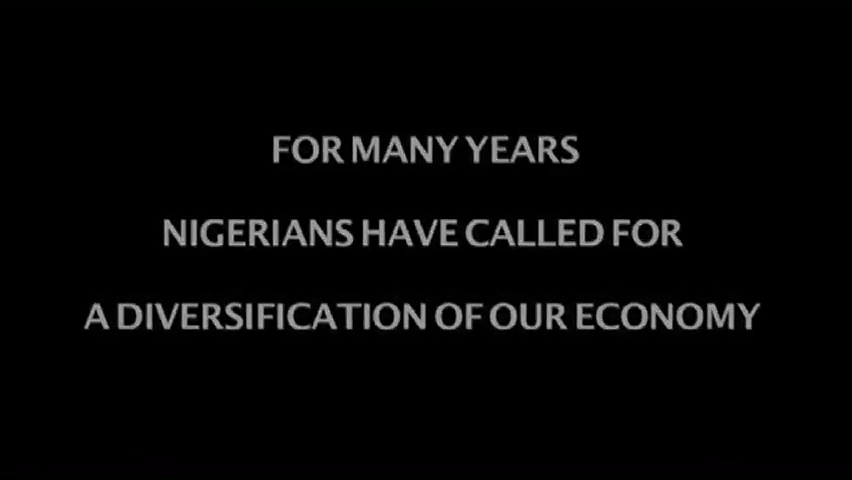 FOR MANY YEARS
NIGERIANS HAVE CALLED FOR
A DIVERSIFICATION OF OUR ECONOMY